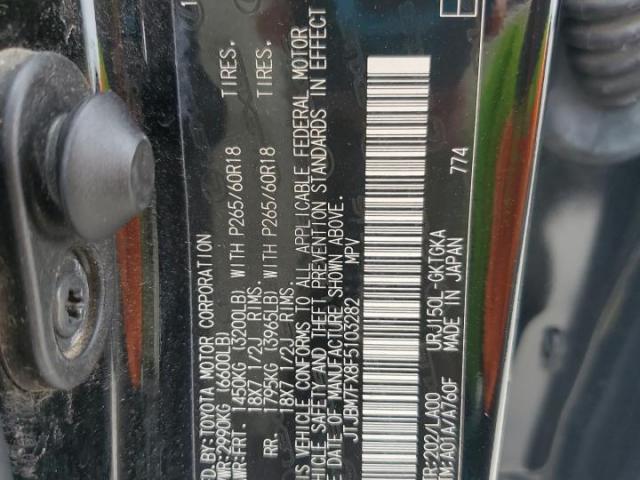 FD.BY:TOYOTA MOTOR CORPORATION
WR:2990KG (6600LB)
WR:FRT. 1450KG (3200LB) WITH P265/60R18 TIRES.
18X7 1/2J RIMS.
RR. 1795KG (3965LB) WITH P265/60R18 TIRES.
18X7 1/2J RIMS.
IS VEHICLE CONFORMS TO ALL APPLICABLE FEDERAL MOTOR
HICLE SAFETY AND THEFT PREVENTION STANDARDS IN EFFECT
E DATE OF MANUFACTURE SHOWN ABOVE.
JTJBM7FX8F5103282 MPV
774
URJ150L-GKTGKA
MADE IN JAPAN
R:202/LA00
IM:A01A/A760F